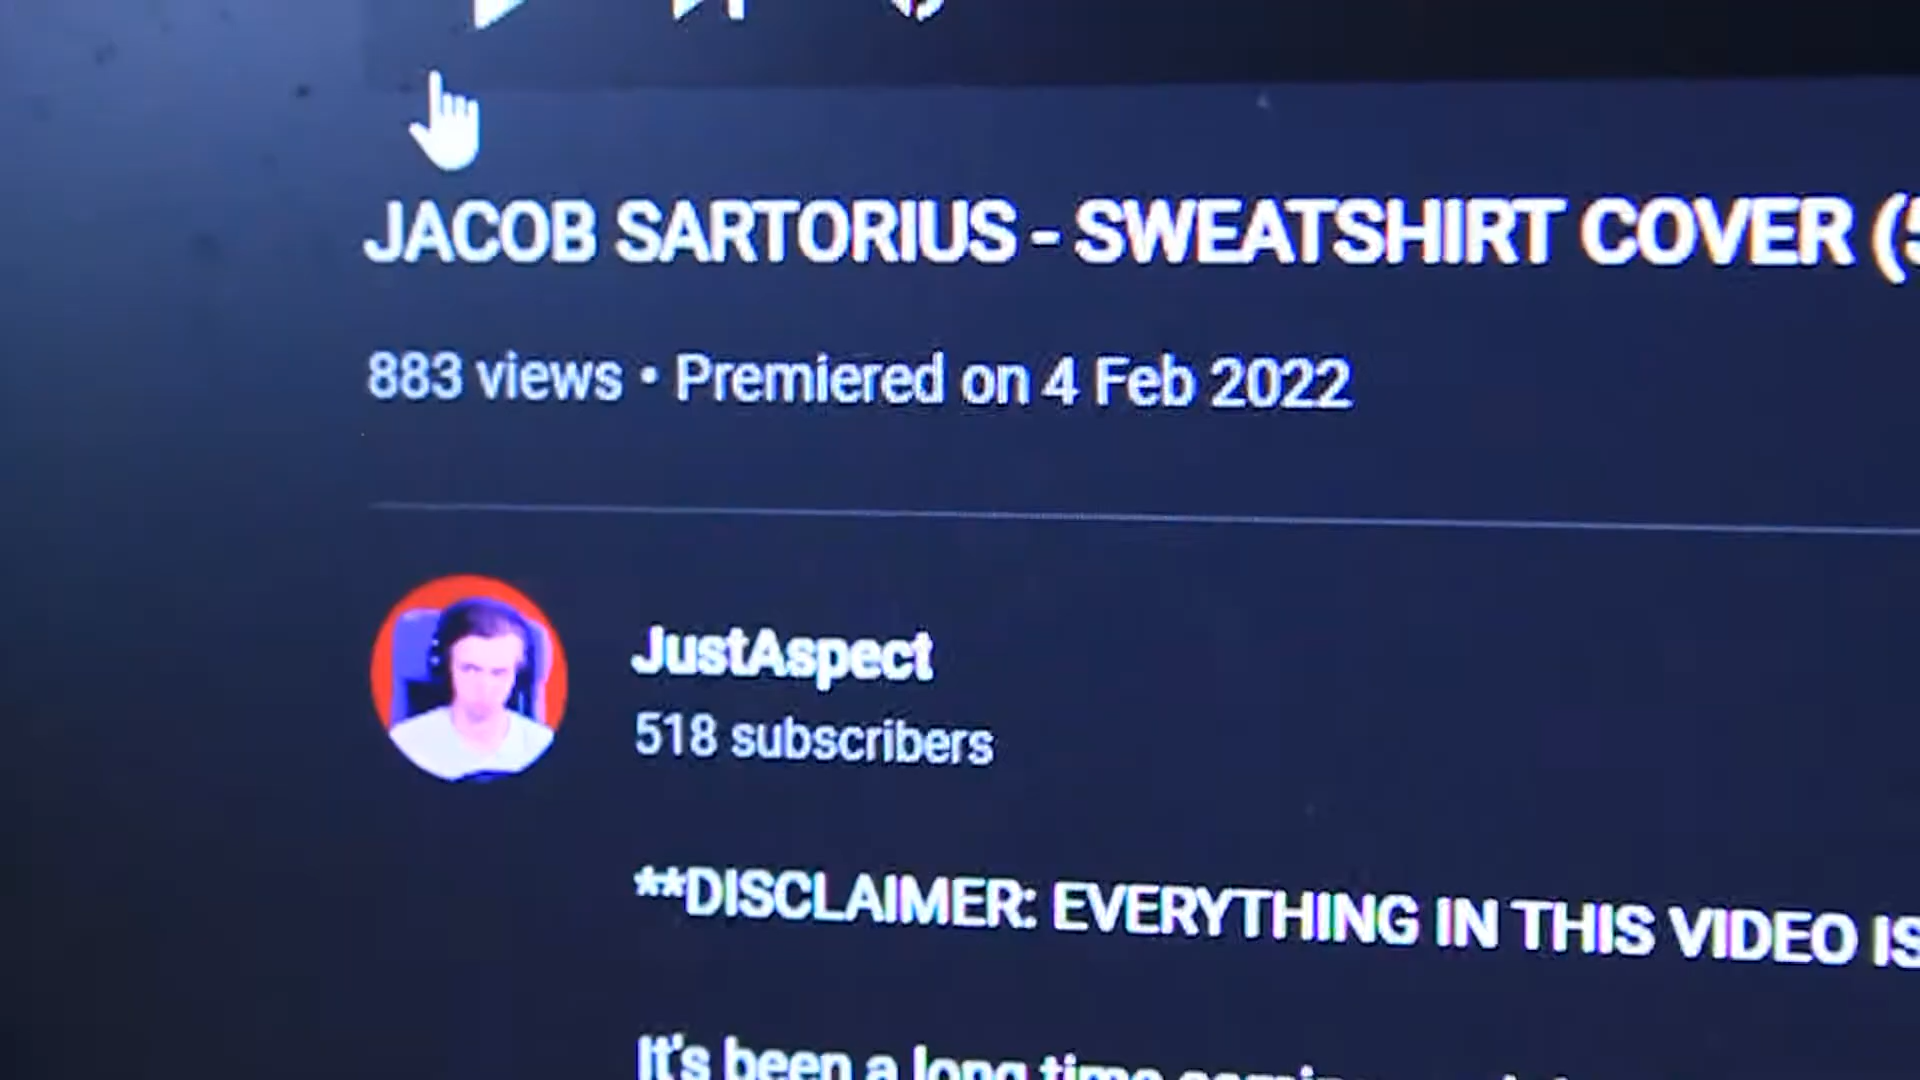 JACOB SARTORIUS - SWEATSHIRT COVER (5
883 views • Premiered on 4 Feb 2022
JustAspect
518 subscribers
**DISCLAIMER: EVERYTHING IN THIS VIDEO IS
It's been a long time